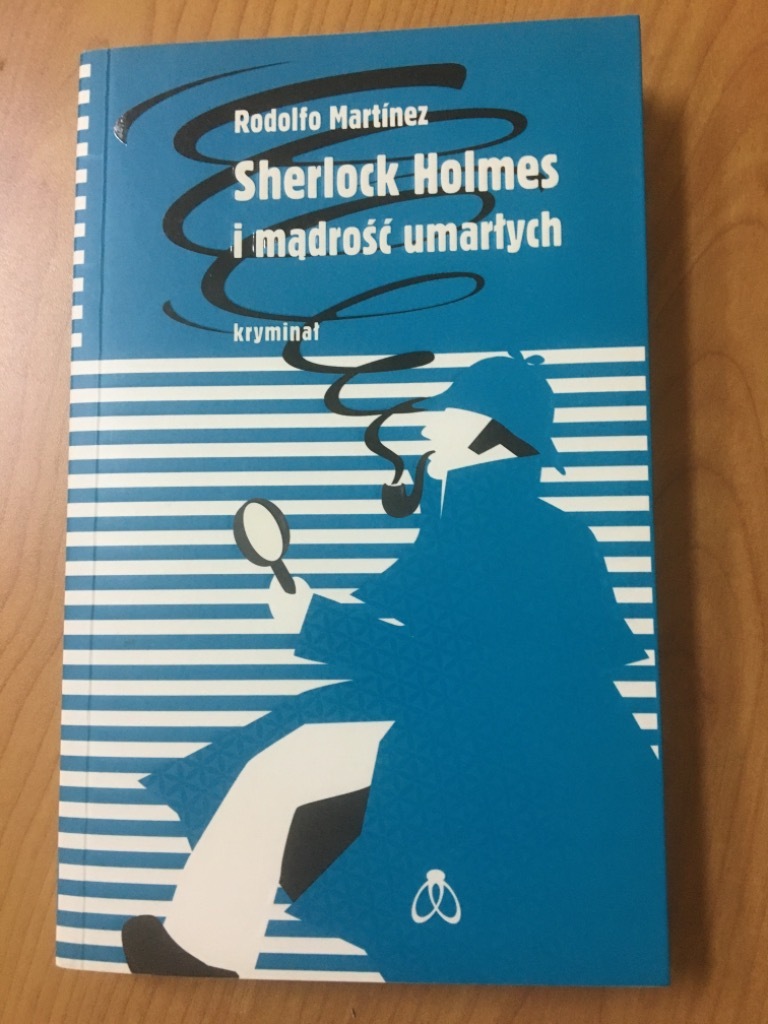 Rodolfo Martínez
Sherlock Holmes
i mądrość umarłych
kryminał